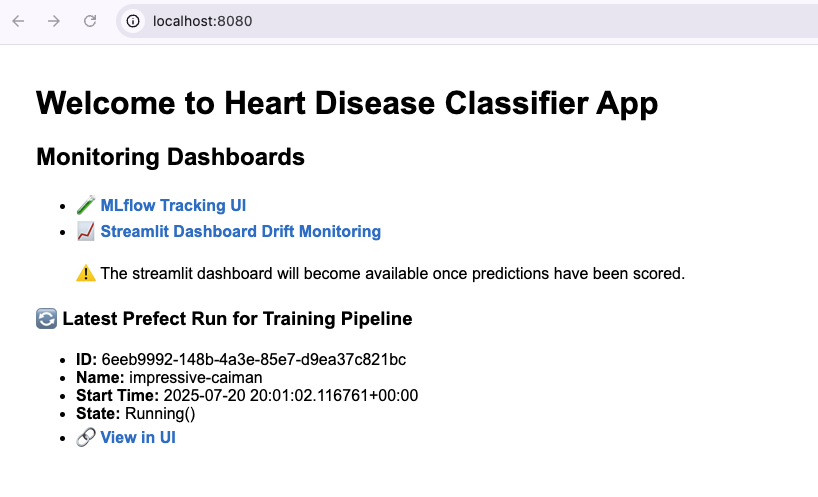 localhost:8080
Welcome to Heart Disease Classifier App
Monitoring Dashboards
MLflow Tracking UI
Streamlit Dashboard Drift Monitoring
The streamlit dashboard will become available once predictions have been scored.
Latest Prefect Run for Training Pipeline
ID: 6eeb9992-148b-4a3e-85e7-d9ea37c821bc
Name: impressive-caiman
Start Time: 2025-07-20 20:01:02.116761+00:00
State: Running()
View in UI